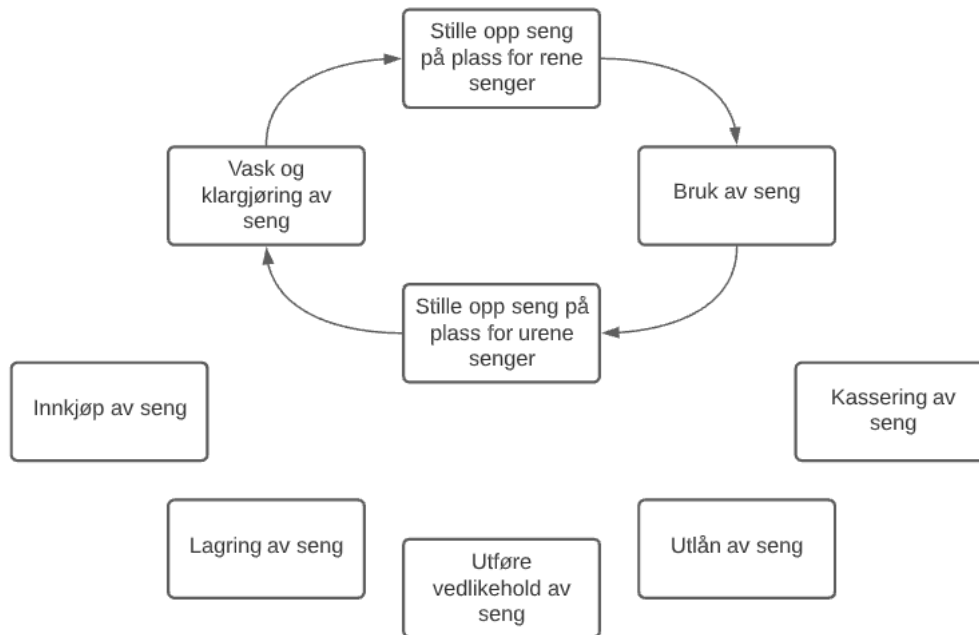 Stille opp seng
på plass for rene
senger
Vask og
klargjøring av
seng
Bruk av seng
Stille opp seng på
plass for urene
senger
Innkjøp av seng
Kassering av
seng
Lagring av seng
Utføre
vedlikehold av
seng
Utlån av seng